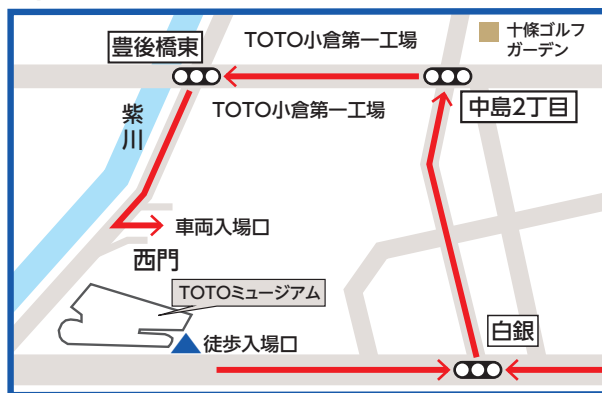 豊後橋東
TOTO小倉第一工場
十條ゴルフ
ガーデン
TOTO小倉第一工場
中島2丁目
紫川
車両入場口
西門
TOTOミュージアム
徒歩入場口
白銀